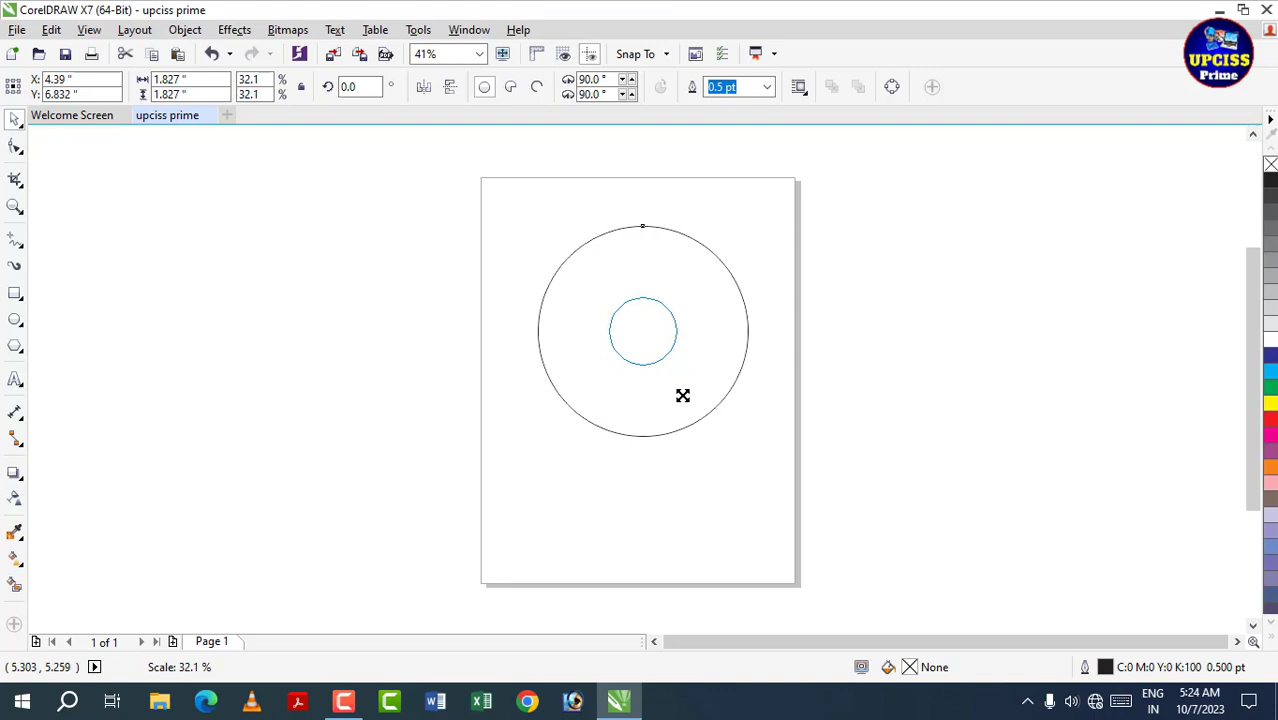 CorelDRAW X7 (64-Bit) - upciss prime
File Edit View Layout Object Effects Bitmaps Text Table Tools Window Help
UPCISS
Prime
41% Snap To
X: 4.39 " 1.827 " 32.1 % 0.0 ° 90.0 ° 0.5 pt
Y: 6.832 " 1.827 " 32.1 % 90.0 °
Welcome Screen upciss prime
1 of 1 Page 1
( 5.303 , 5.259 ) Scale: 32.1 % None C:0 M:0 Y:0 K:100 0.500 pt
ENG 5:24 AM
IN 10/7/2023